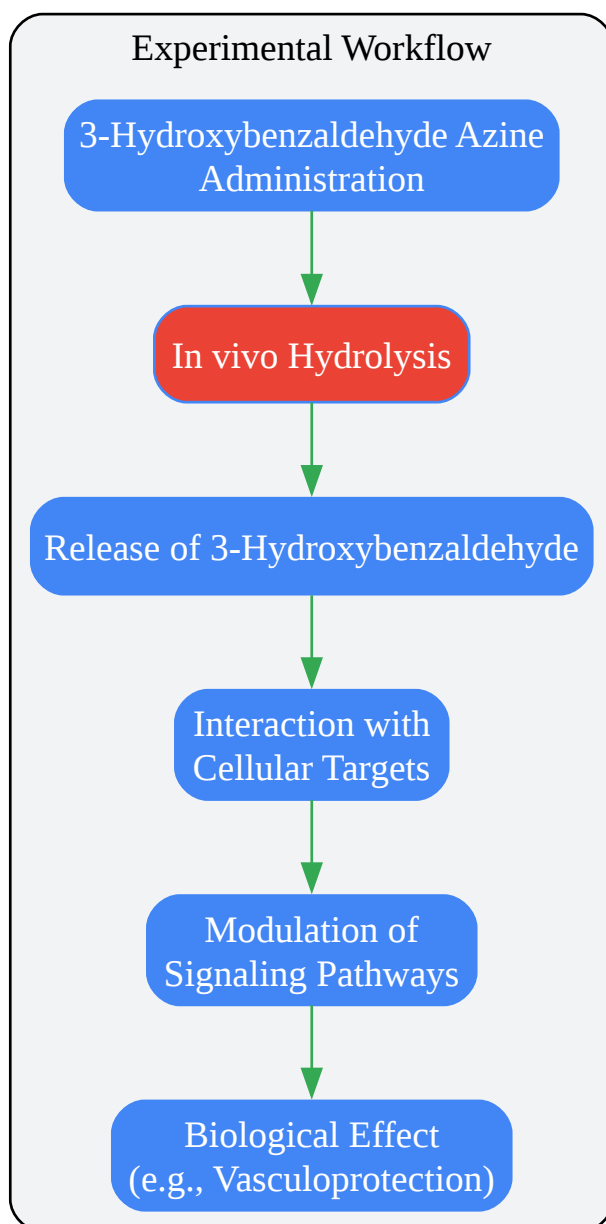 Experimental Workflow
3-Hydroxybenzaldehyde Azine
Administration
In vivo Hydrolysis
Release of 3-Hydroxybenzaldehyde
Interaction with
Cellular Targets
Modulation of
Signaling Pathways
Biological Effect
(e.g., Vasculoprotection)